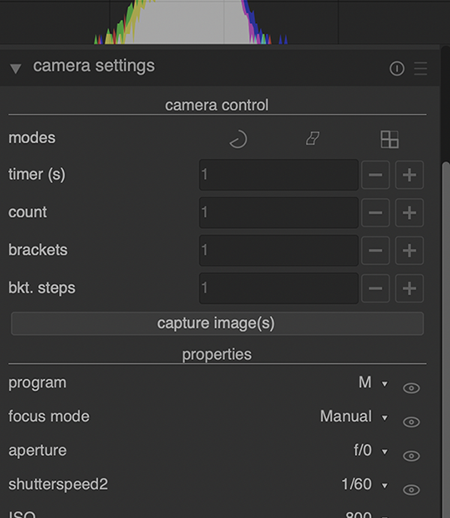 camera settings
camera control
modes
timer (s) 1
count 1
brackets 1
bkt. steps 1
capture image(s)
properties
program M
focus mode Manual
aperture f/0
shutterspeed2 1/60
ISO 800